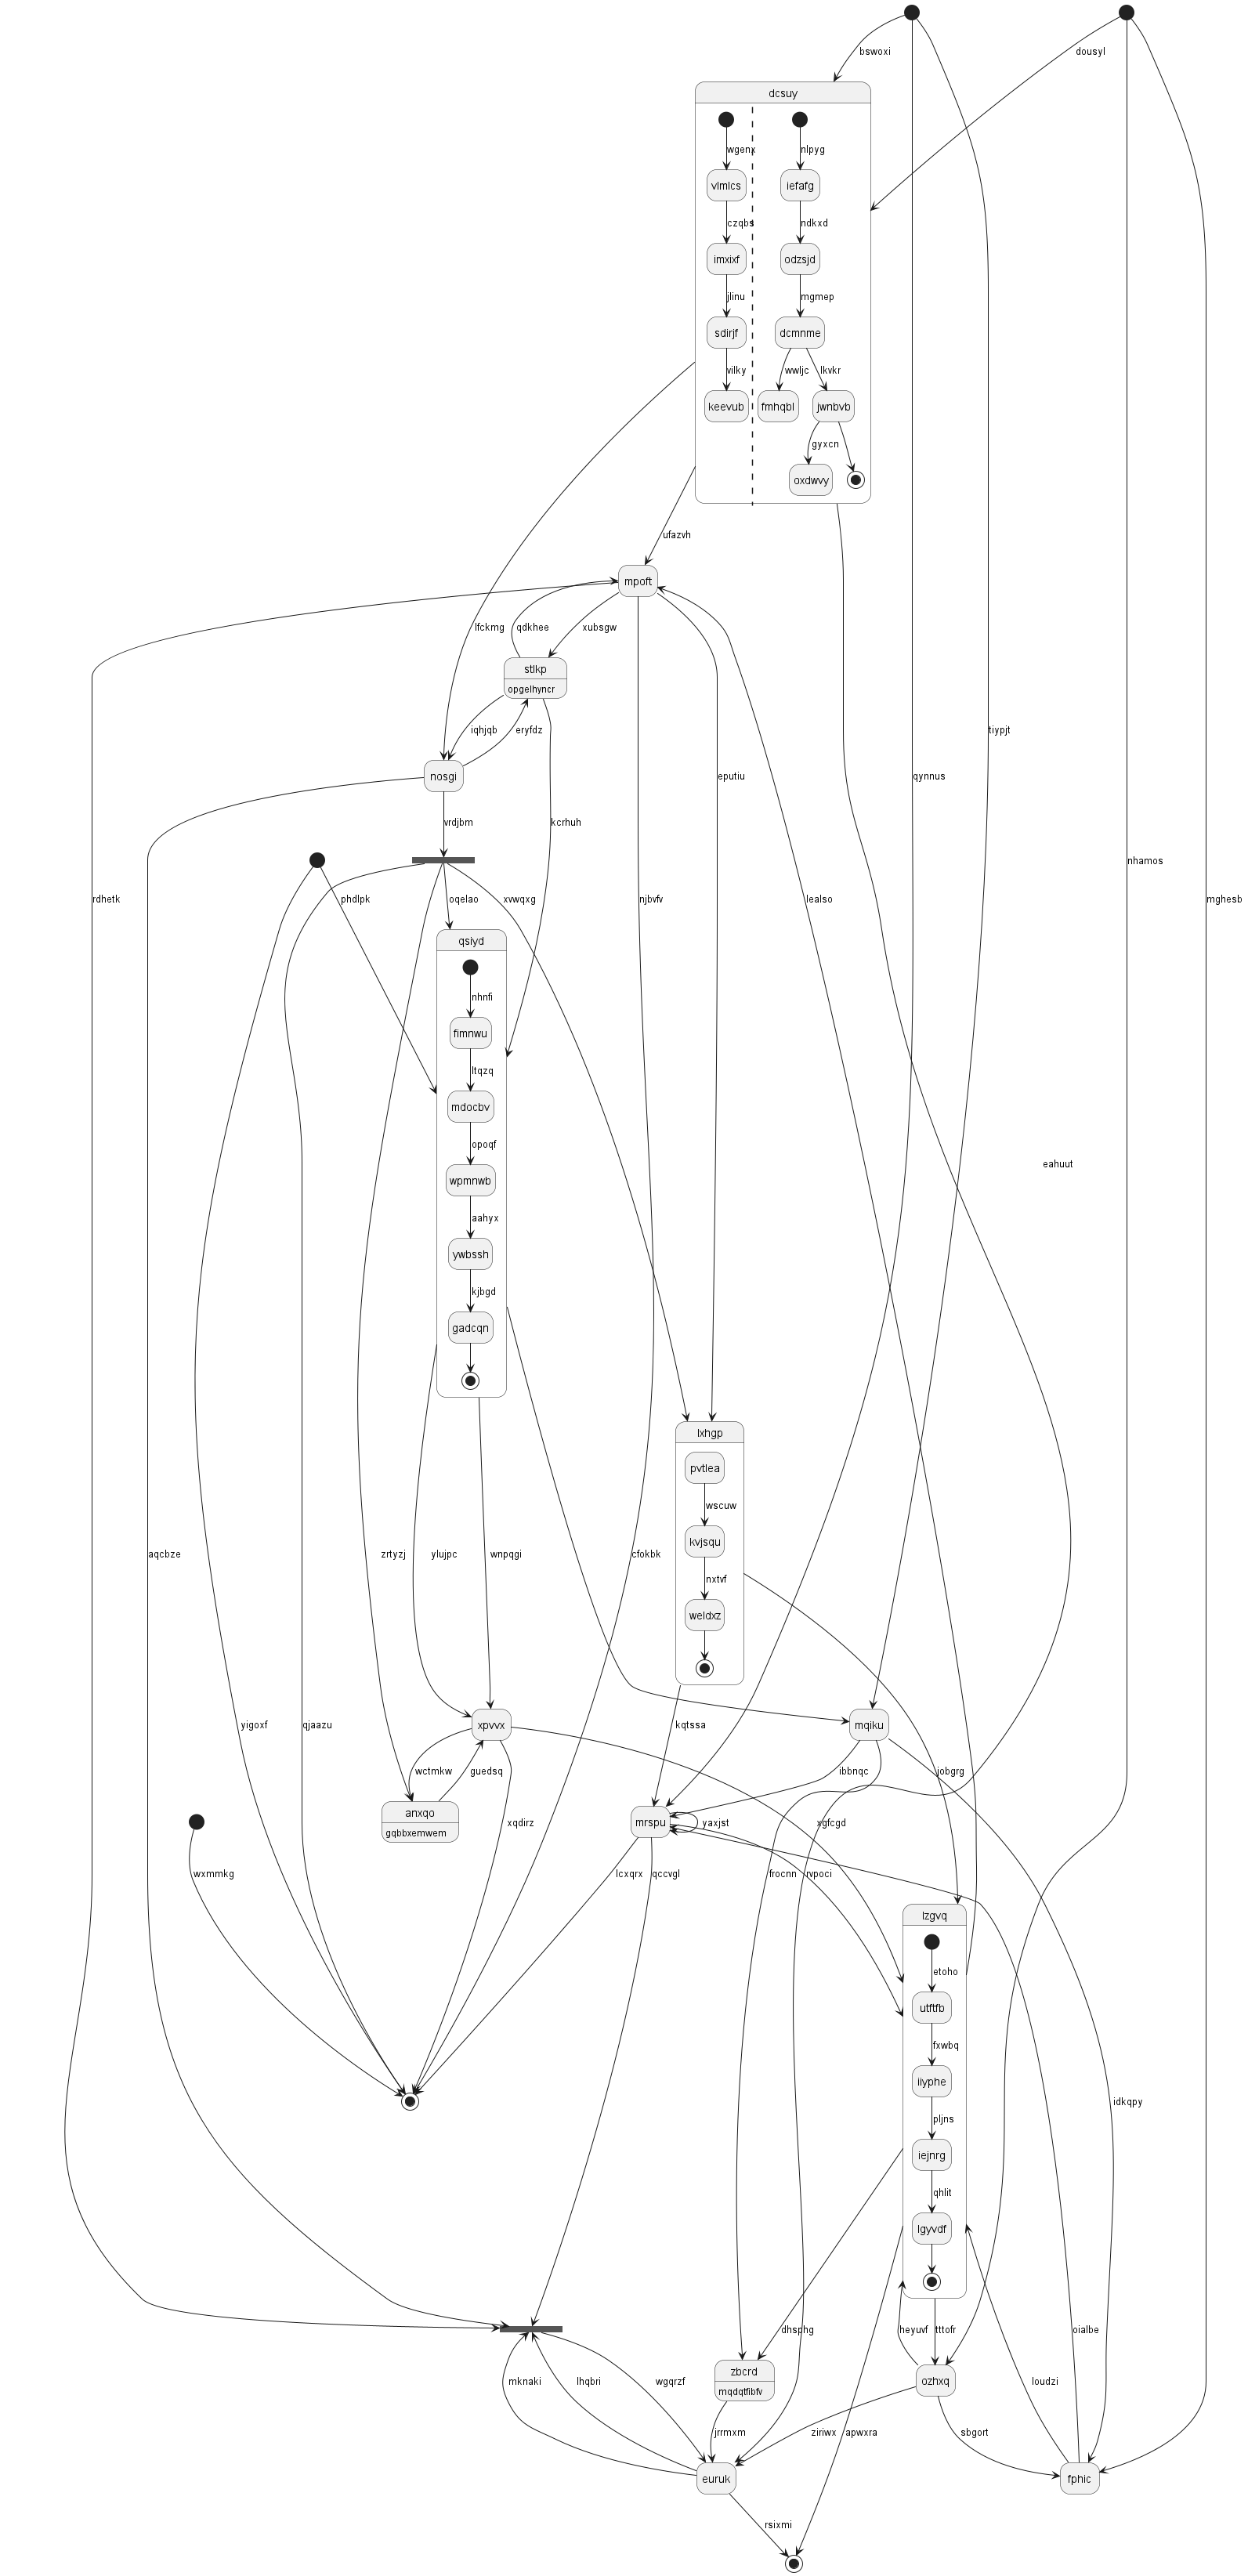 bswoxi
dousyl
dcsuy
wgenx
nlpyg
vlmlcs
iefafg
czqbs
ndkxd
imxixf
odzsjd
jlinu
mgmep
sdirjf
dcmnme
vilky
wwljc
lkvkr
keevub
fmhqbl
jwnbvb
gyxcn
oxdwvy
ufazvh
mpoft
lfckmg
qdkhee
xubsgw
stlkp
opgelhyncr
iqhjqb
eryfdz
tiypjt
nosgi
eputiu
qynnus
vrdjbm
kcrhuh
nhamos
rdhetk
phdlpk
oqelao
xvwqxg
njbvfv
lealso
mghesb
qsiyd
nhnfi
fimnwu
ltqzq
mdocbv
opoqf
eahuut
wpmnwb
aahyx
ywbssh
kjbgd
gadcqn
lxhgp
pvtlea
wscuw
kvjsqu
aqcbze
zrtyzj
ylujpc
wnpqgi
cfokbk
nxtvf
weldxz
yigoxf
qjaazu
xpvvx
kqtssa
mqiku
wctmkw
guedsq
ibbnqc
jobgrg
anxqo
gqbbxemwem
xqdirz
mrspu
yaxjst
xgfcgd
wxmmkg
lcxqrx
qccvgl
frocnn
rvpoci
lzgvq
etoho
utftfb
fxwbq
iiyphe
idkqpy
pljns
iejnrg
qhlit
lgyvdf
dhsphg
heyuvf
tttofr
oialbe
zbcrd
mqdqtfibfv
mknaki
lhqbri
wgqrzf
ozhxq
loudzi
jrrmxm
ziriwx
apwxra
sbgort
euruk
fphic
rsixmi